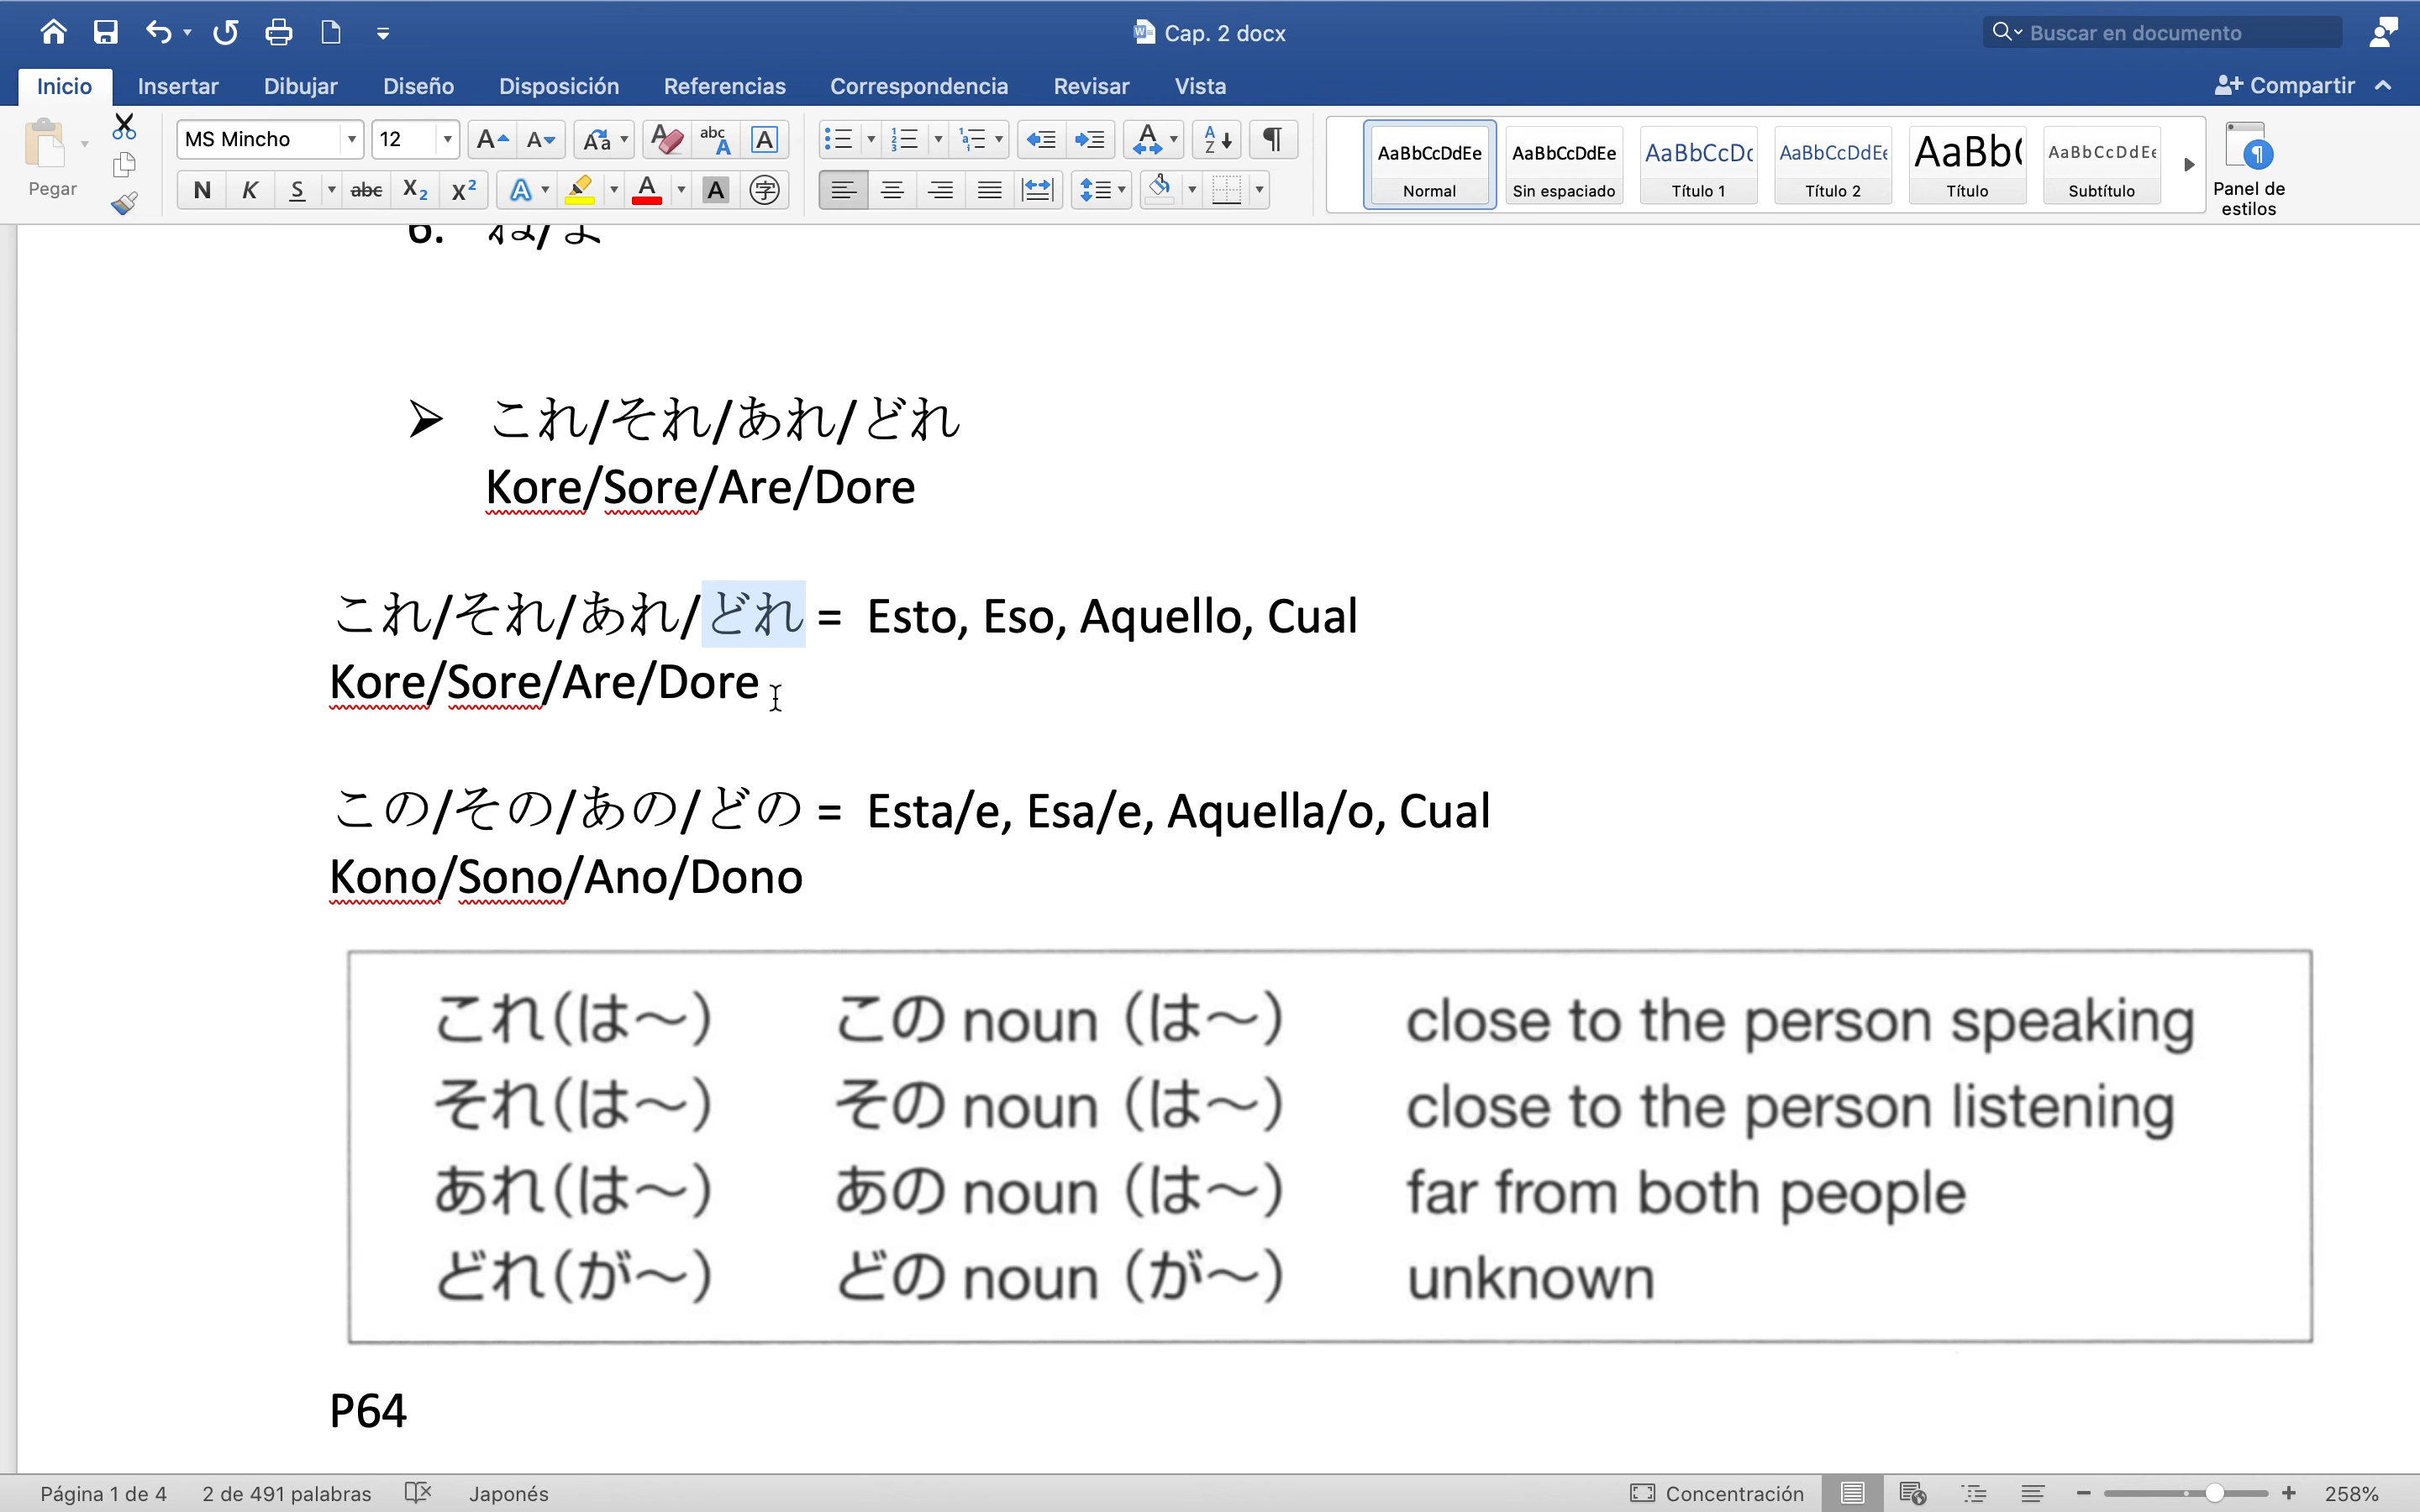 Cap. 2 docx
Buscar en documento
Inicio Insertar Dibujar Diseño Disposición Referencias Correspondencia Revisar Vista Compartir
Pegar
MS Mincho 12
N K S abc X₂ X²
AaBbCcDdEe AaBbCcDdEe AaBbCcDc AaBbCcDdEe AaBb( AaBbCcDdEe
Normal Sin espaciado Título 1 Título 2 Título Subtítulo
Panel de estilos
6. ね/よ
➢ これ/それ/あれ/どれ
Kore/Sore/Are/Dore
これ/それ/あれ/どれ = Esto, Eso, Aquello, Cual
Kore/Sore/Are/Dore
この/その/あの/どの = Esta/e, Esa/e, Aquella/o, Cual
Kono/Sono/Ano/Dono
これ(は～) この noun (は～) close to the person speaking
それ(は～) その noun (は～) close to the person listening
あれ(は～) あの noun (は～) far from both people
どれ(が～) どの noun (が～) unknown
P64
Página 1 de 4 2 de 491 palabras Japonés Concentración 258%